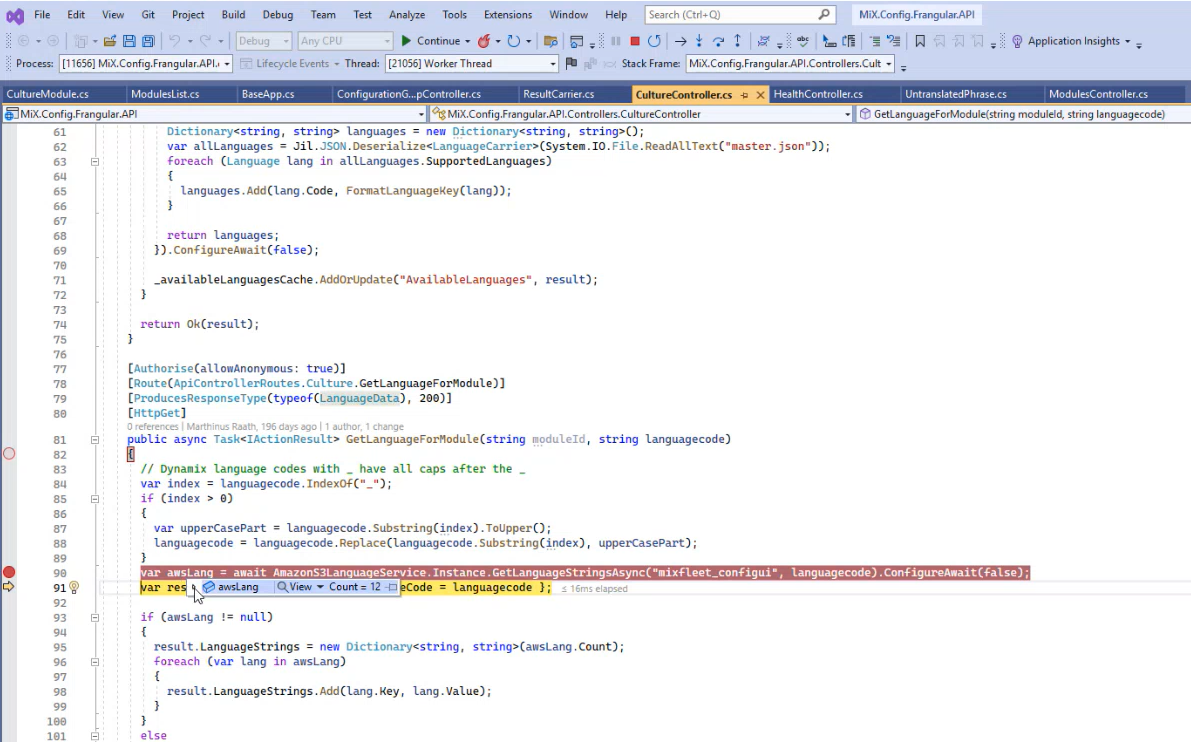 File Edit View Git Project Build Debug Team Test Analyze Tools Extensions Window Help Search (Ctrl+Q) MiX.Config.Frangular.API
Debug Any CPU Continue Application Insights
Process: [11656] MiX.Config.Frangular.API. Lifecycle Events Thread: [21056] Worker Thread Stack Frame: MiX.Config.Frangular.API.Controllers.Cult
CultureModule.cs ModulesList.cs BaseApp.cs ConfigurationG...pController.cs ResultCarrier.cs CultureController.cs HealthController.cs UntranslatedPhrase.cs ModulesController.cs
MiX.Config.Frangular.API MiX.Config.Frangular.API.Controllers.CultureController GetLanguageForModule(string moduleId, string languagecode)
61 Dictionary<string, string> languages = new Dictionary<string, string>();
62 var allLanguages = Jil.JSON.Deserialize<LanguageCarrier>(System.IO.File.ReadAllText("master.json"));
63 foreach (Language lang in allLanguages.SupportedLanguages)
64 {
65 languages.Add(lang.Code, FormatLanguageKey(lang));
66 }
67
68 return languages;
69 }).ConfigureAwait(false);
70
71 _availableLanguagesCache.AddOrUpdate("AvailableLanguages", result);
72 }
73
74 return Ok(result);
75 }
76
77 [Authorise(allowAnonymous: true)]
78 [Route(ApiControllerRoutes.Culture.GetLanguageForModule)]
79 [ProducesResponseType(typeof(LanguageData), 200)]
80 [HttpGet]
0 references | Marthinus Raath, 196 days ago | 1 author, 1 change
81 public async Task<IActionResult> GetLanguageForModule(string moduleId, string languagecode)
82 {
83 // Dynamix language codes with _ have all caps after the _
84 var index = languagecode.IndexOf("_");
85 if (index > 0)
86 {
87 var upperCasePart = languagecode.Substring(index).ToUpper();
88 languagecode = languagecode.Replace(languagecode.Substring(index), upperCasePart);
89 }
90 var awsLang = await AmazonS3LanguageService.Instance.GetLanguageStringsAsync("mixfleet_configui", languagecode).ConfigureAwait(false);
91 var res awsLang View Count = 12 eCode = languagecode }; ≤ 16ms elapsed
92
93 if (awsLang != null)
94 {
95 result.LanguageStrings = new Dictionary<string, string>(awsLang.Count);
96 foreach (var lang in awsLang)
97 {
98 result.LanguageStrings.Add(lang.Key, lang.Value);
99 }
100 }
101 else